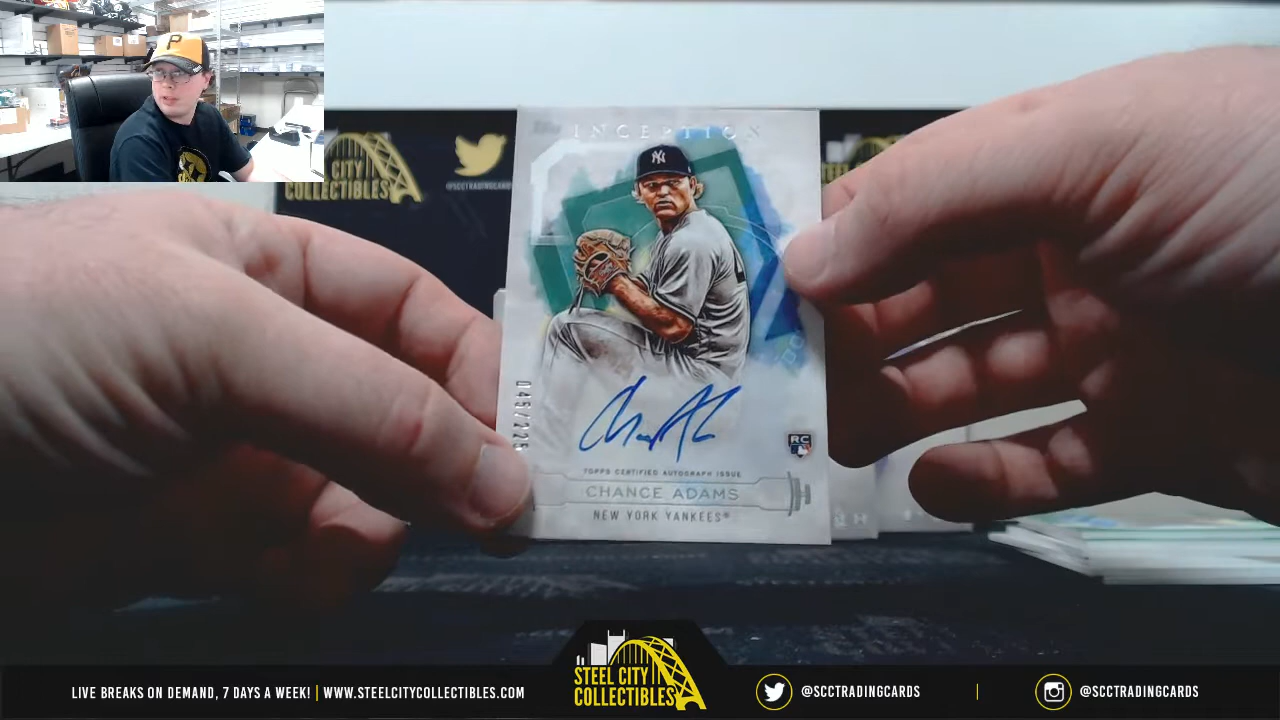 P
CITY
COLLECTIBLES
@SCCTRADINGCARDS
INCEPTION
NY
045/225
RC
TOPPS CERTIFIED AUTOGRAPH ISSUE
CHANCE ADAMS
NEW YORK YANKEES®
STEEL CITY
COLLECTIBLES
LIVE BREAKS ON DEMAND, 7 DAYS A WEEK! | WWW.STEELCITYCOLLECTIBLES.COM
@SCCTRADINGCARDS | @SCCTRADINGCARDS